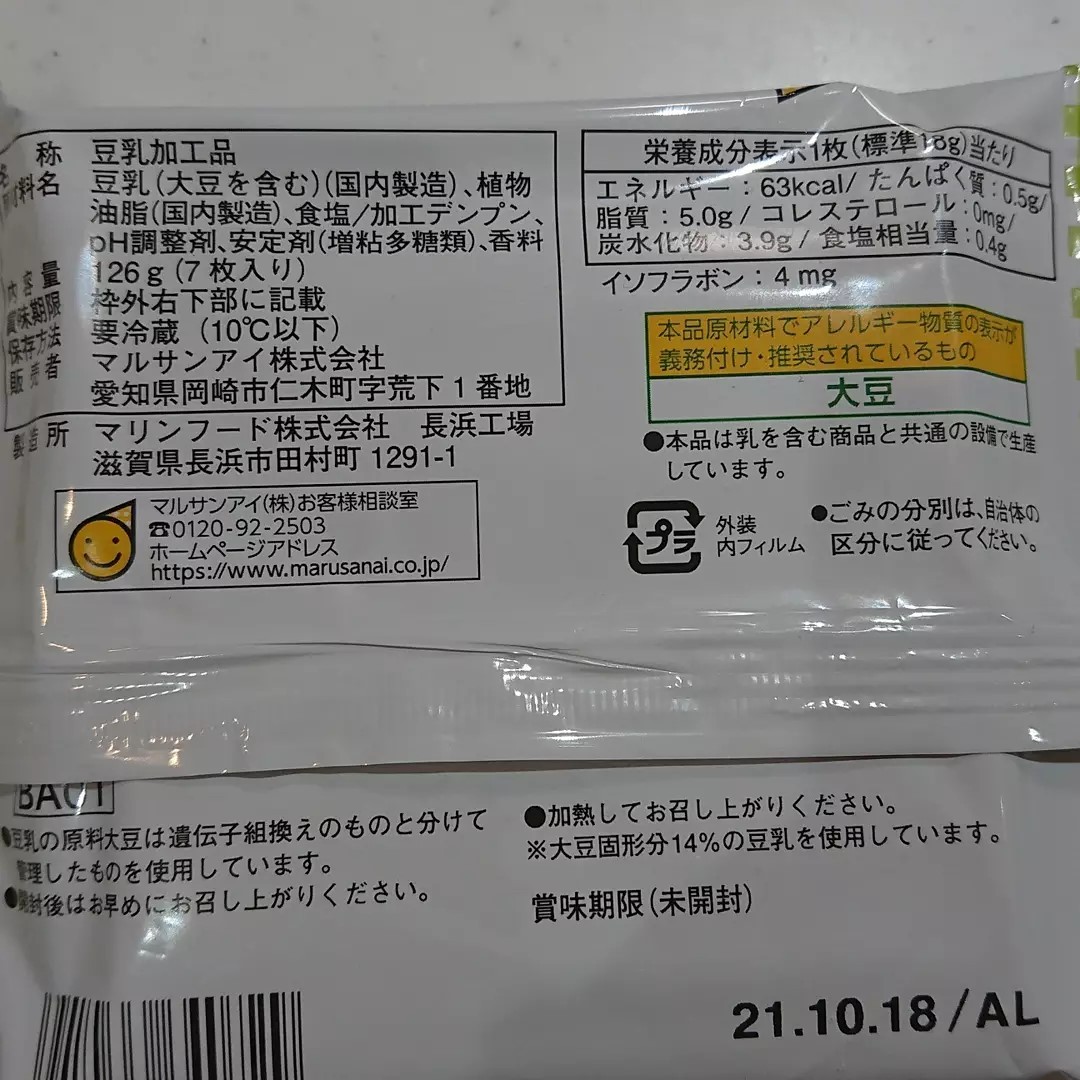 称 豆乳加工品
料名 豆乳(大豆を含む)(国内製造)、植物
油脂(国内製造)、食塩/加工デンプン、
pH調整剤、安定剤(増粘多糖類)、香料
内容量 126g(7枚入り)
賞味期限 枠外右下部に記載
保存方法 要冷蔵(10℃以下)
販売者 マルサンアイ株式会社
愛知県岡崎市仁木町字荒下1番地
製造所 マリンフード株式会社 長浜工場
滋賀県長浜市田村町1291-1
マルサンアイ(株)お客様相談室
☎0120-92-2503
ホームページアドレス
https://www.marusanai.co.jp/
栄養成分表示1枚(標準18g)当たり
エネルギー:63kcal/たんぱく質:0.5g/
脂質:5.0g/コレステロール:0mg/
炭水化物:3.9g/食塩相当量:0.4g
イソフラボン:4mg
本品原材料でアレルギー物質の表示が
義務付け・推奨されているもの
大豆
●本品は乳を含む商品と共通の設備で生産
しています。
プラ
外装
内フィルム
●ごみの分別は、自治体の
区分に従ってください。
BA01
●豆乳の原料大豆は遺伝子組換えのものと分けて
管理したものを使用しています。
●開封後はお早めにお召し上がりください。
●加熱してお召し上がりください。
※大豆固形分14%の豆乳を使用しています。
賞味期限(未開封)
21.10.18/AL